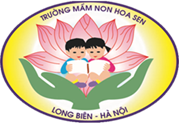 TRƯỜNG MẦM NON HOA SEN
LONG BIÊN - HÀ NỘI